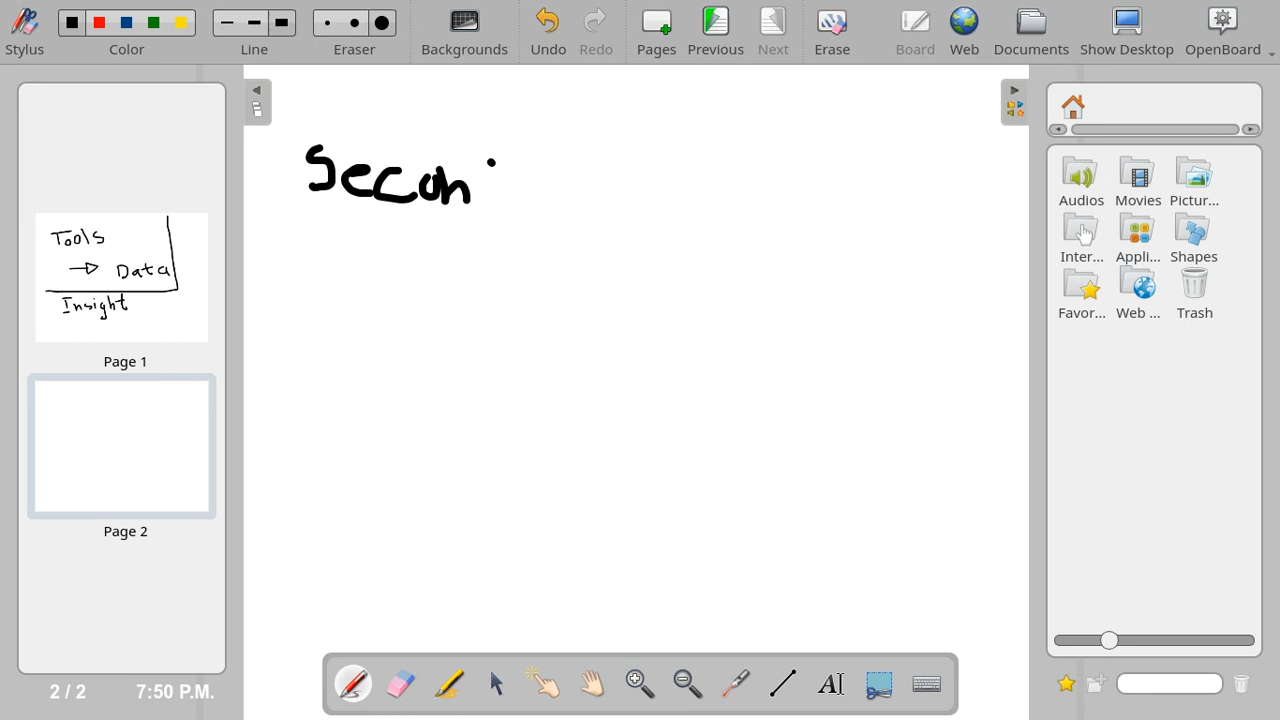 Stylus Color Line Eraser Backgrounds Undo Redo Pages Previous Next Erase Board Web Documents Show Desktop OpenBoard
Secon
Tools
Data
Insight
Page 1
Page 2
Audios Movies Pictur...
Inter... Appli... Shapes
Favor... Web ... Trash
2 / 2 7:50 P.M.
AI